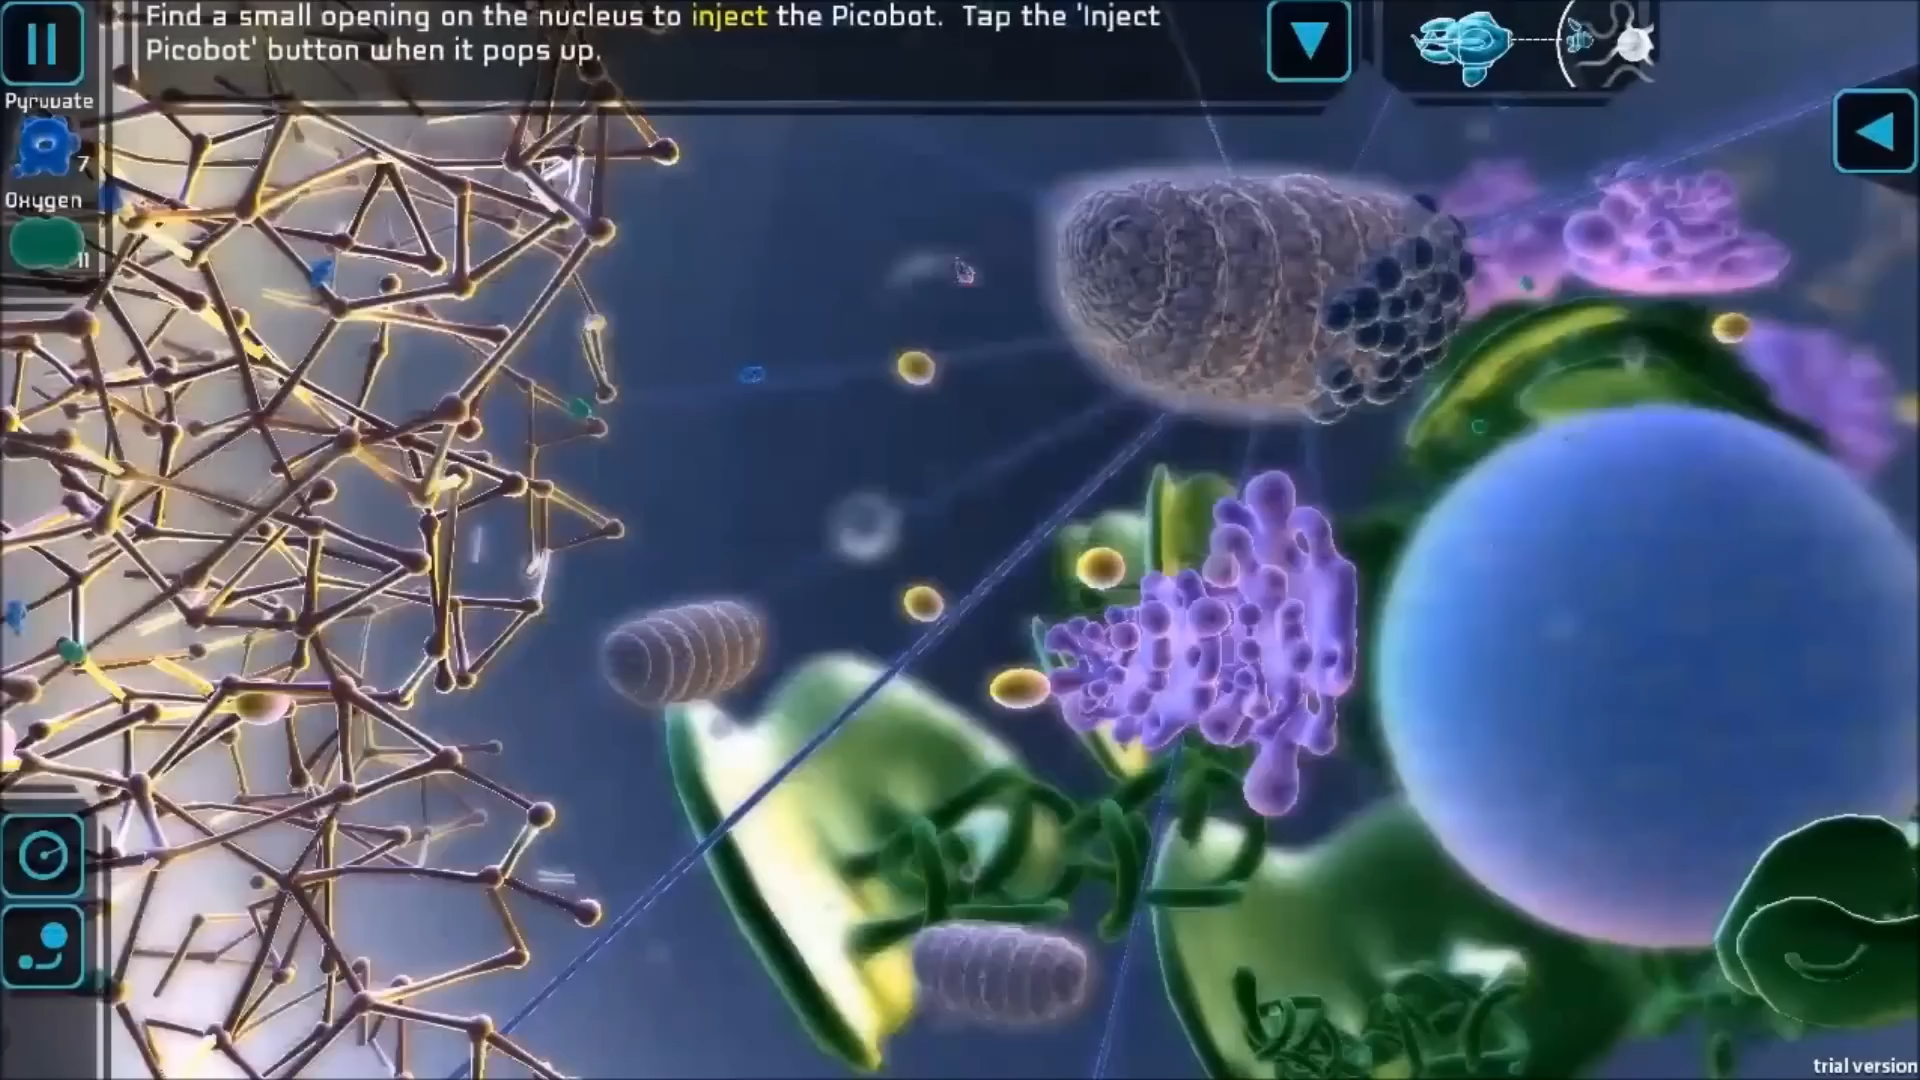 Find a small opening on the nucleus to inject the Picobot. Tap the 'Inject
Picobot' button when it pops up.
Pyruvate
7
Oxygen
11
trial version